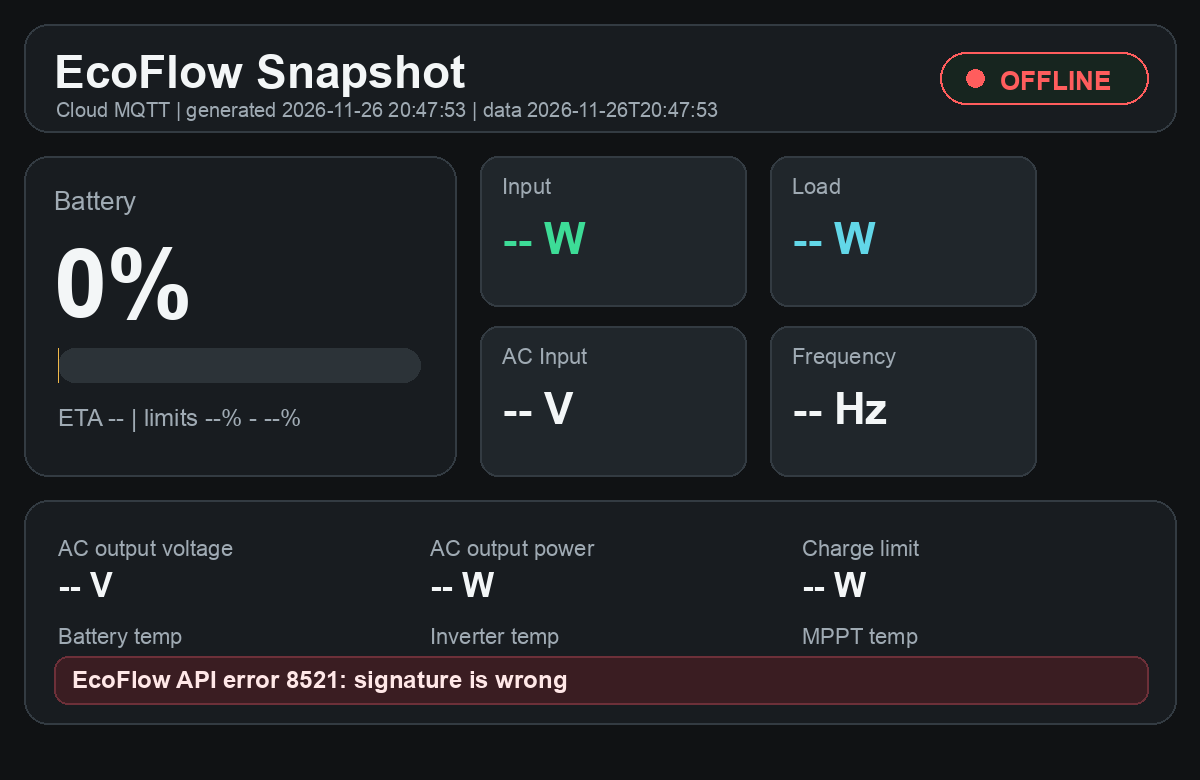 EcoFlow Snapshot
Cloud MQTT | generated 2026-11-26 20:47:53 | data 2026-11-26T20:47:53
OFFLINE
Battery
0%
ETA -- | limits --% - --%
Input
-- W
Load
-- W
AC Input
-- V
Frequency
-- Hz
AC output voltage
-- V
AC output power
-- W
Charge limit
-- W
Battery temp
Inverter temp
MPPT temp
EcoFlow API error 8521: signature is wrong